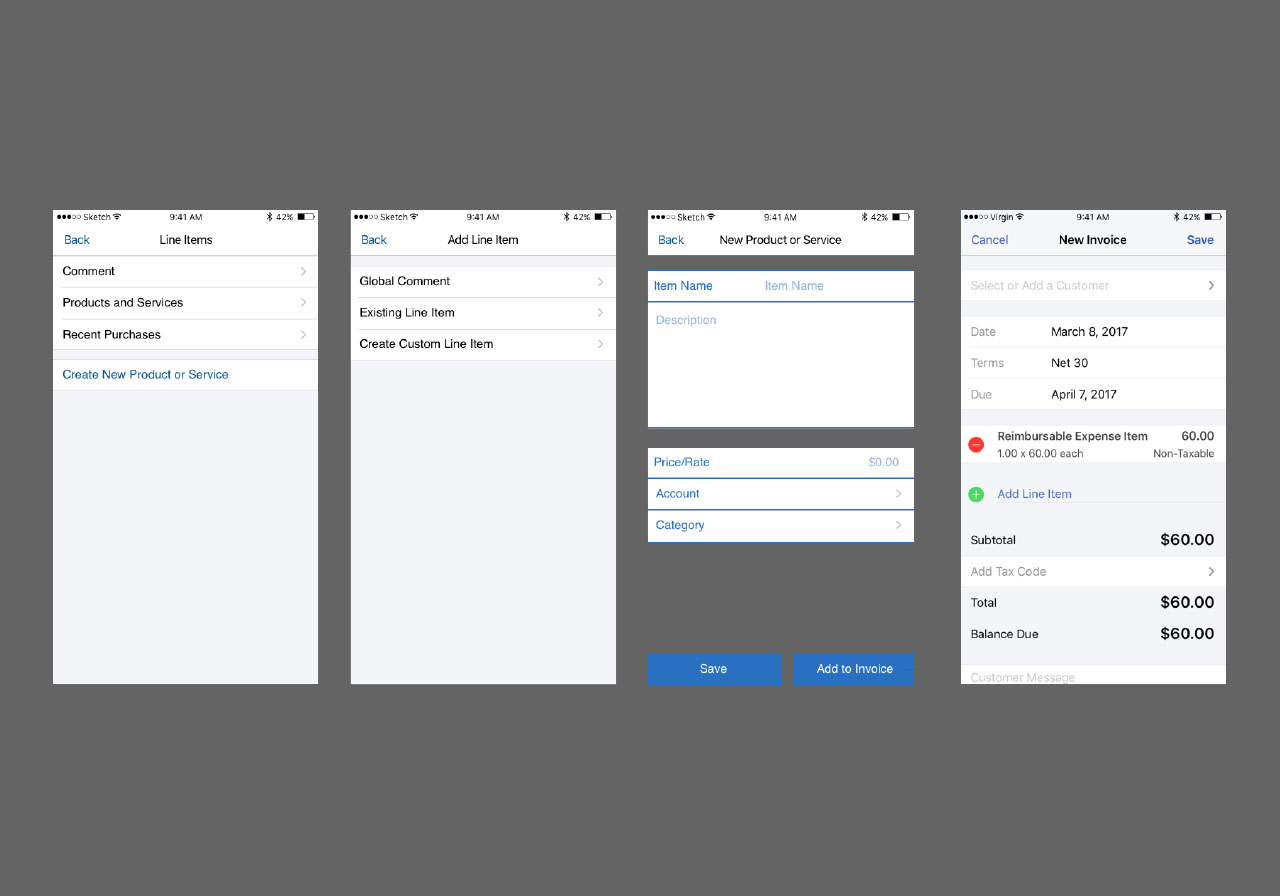 Sketch 9:41 AM 42%
Back Line Items
Comment
Products and Services
Recent Purchases
Create New Product or Service
Sketch 9:41 AM 42%
Back Add Line Item
Global Comment
Existing Line Item
Create Custom Line Item
Sketch 9:41 AM 42%
Back New Product or Service
Item Name Item Name
Description
Price/Rate $0.00
Account
Category
Save Add to Invoice
Virgin 9:41 AM 42%
Cancel New Invoice Save
Select or Add a Customer
Date March 8, 2017
Terms Net 30
Due April 7, 2017
Reimbursable Expense Item 60.00
1.00 x 60.00 each Non-Taxable
Add Line Item
Subtotal $60.00
Add Tax Code
Total $60.00
Balance Due $60.00
Customer Message